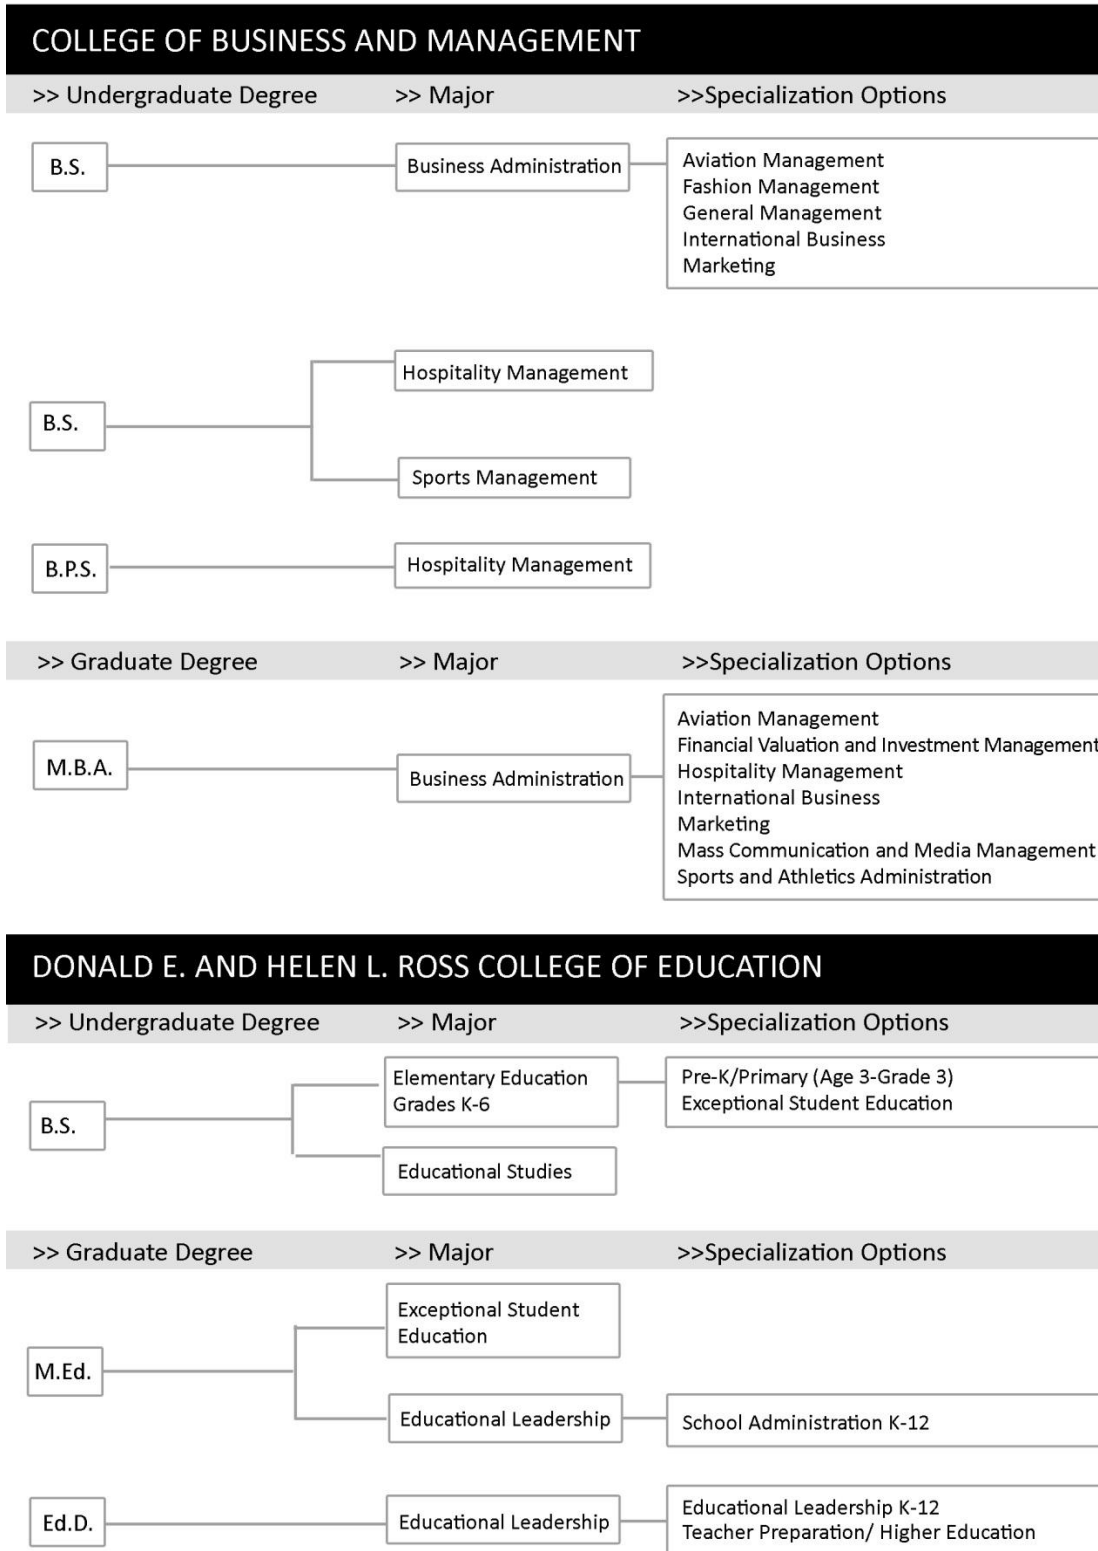 COLLEGE OF BUSINESS AND MANAGEMENT
>> Undergraduate Degree >> Major >>Specialization Options
B.S.
Business Administration
Aviation Management
Fashion Management
General Management
International Business
Marketing
B.S.
Hospitality Management
Sports Management
B.P.S.
Hospitality Management
>> Graduate Degree >> Major >>Specialization Options
M.B.A.
Business Administration
Aviation Management
Financial Valuation and Investment Management
Hospitality Management
International Business
Marketing
Mass Communication and Media Management
Sports and Athletics Administration
DONALD E. AND HELEN L. ROSS COLLEGE OF EDUCATION
>> Undergraduate Degree >> Major >>Specialization Options
B.S.
Elementary Education
Grades K-6
Pre-K/Primary (Age 3-Grade 3)
Exceptional Student Education
Educational Studies
>> Graduate Degree >> Major >>Specialization Options
M.Ed.
Exceptional Student
Education
Educational Leadership
School Administration K-12
Ed.D.
Educational Leadership
Educational Leadership K-12
Teacher Preparation/ Higher Education